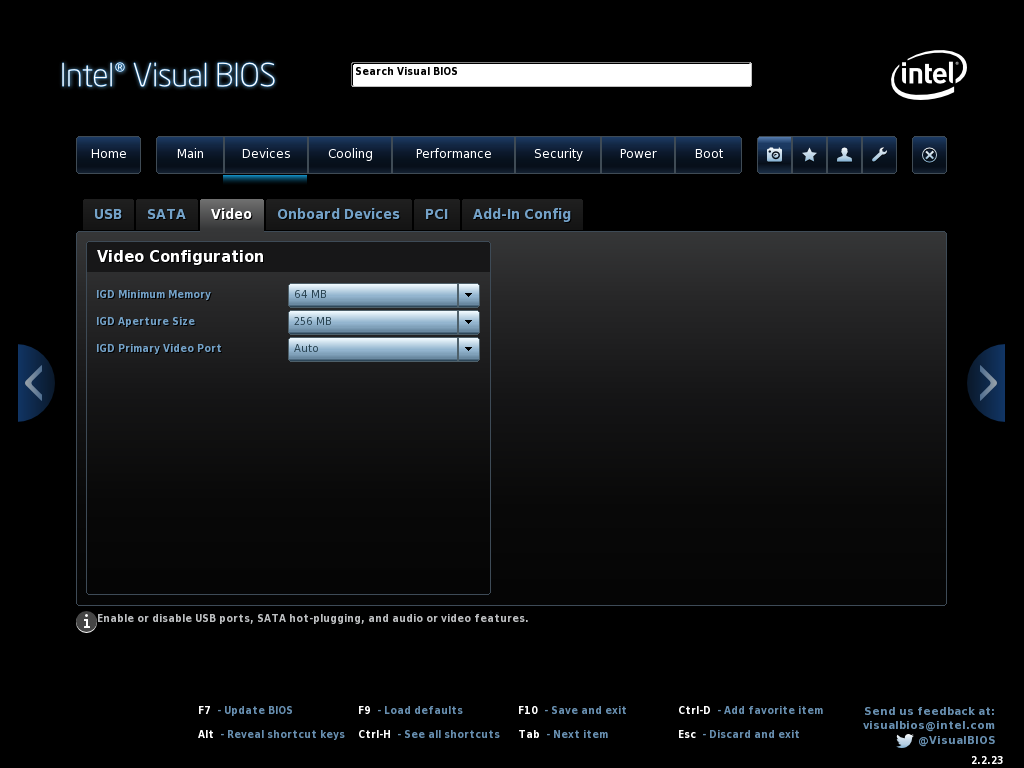 Intel® Visual BIOS
Search Visual BIOS
intel®
Home Main Devices Cooling Performance Security Power Boot
USB SATA Video Onboard Devices PCI Add-In Config
Video Configuration
IGD Minimum Memory 64 MB
IGD Aperture Size 256 MB
IGD Primary Video Port Auto
Enable or disable USB ports, SATA hot-plugging, and audio or video features.
F7 - Update BIOS F9 - Load defaults F10 - Save and exit Ctrl-D - Add favorite item
Alt - Reveal shortcut keys Ctrl-H - See all shortcuts Tab - Next item Esc - Discard and exit
Send us feedback at:
visualbios@intel.com
@VisualBIOS
2.2.23